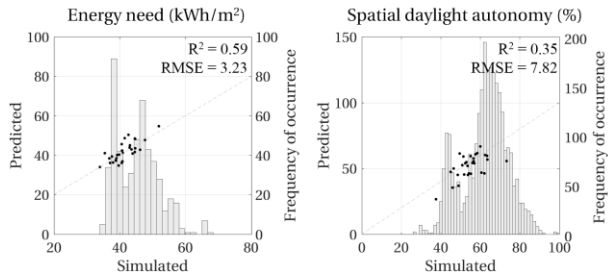 Energy need (kWh/m²)
R² = 0.59
RMSE = 3.23
100
80
60
40
20
0
Predicted
100
80
60
40
20
0
Frequency of occurrence
20
40
60
80
Simulated
Spatial daylight autonomy (%)
R² = 0.35
RMSE = 7.82
150
100
50
0
Predicted
200
150
100
50
0
Frequency of occurrence
0
20
40
60
80
100
Simulated